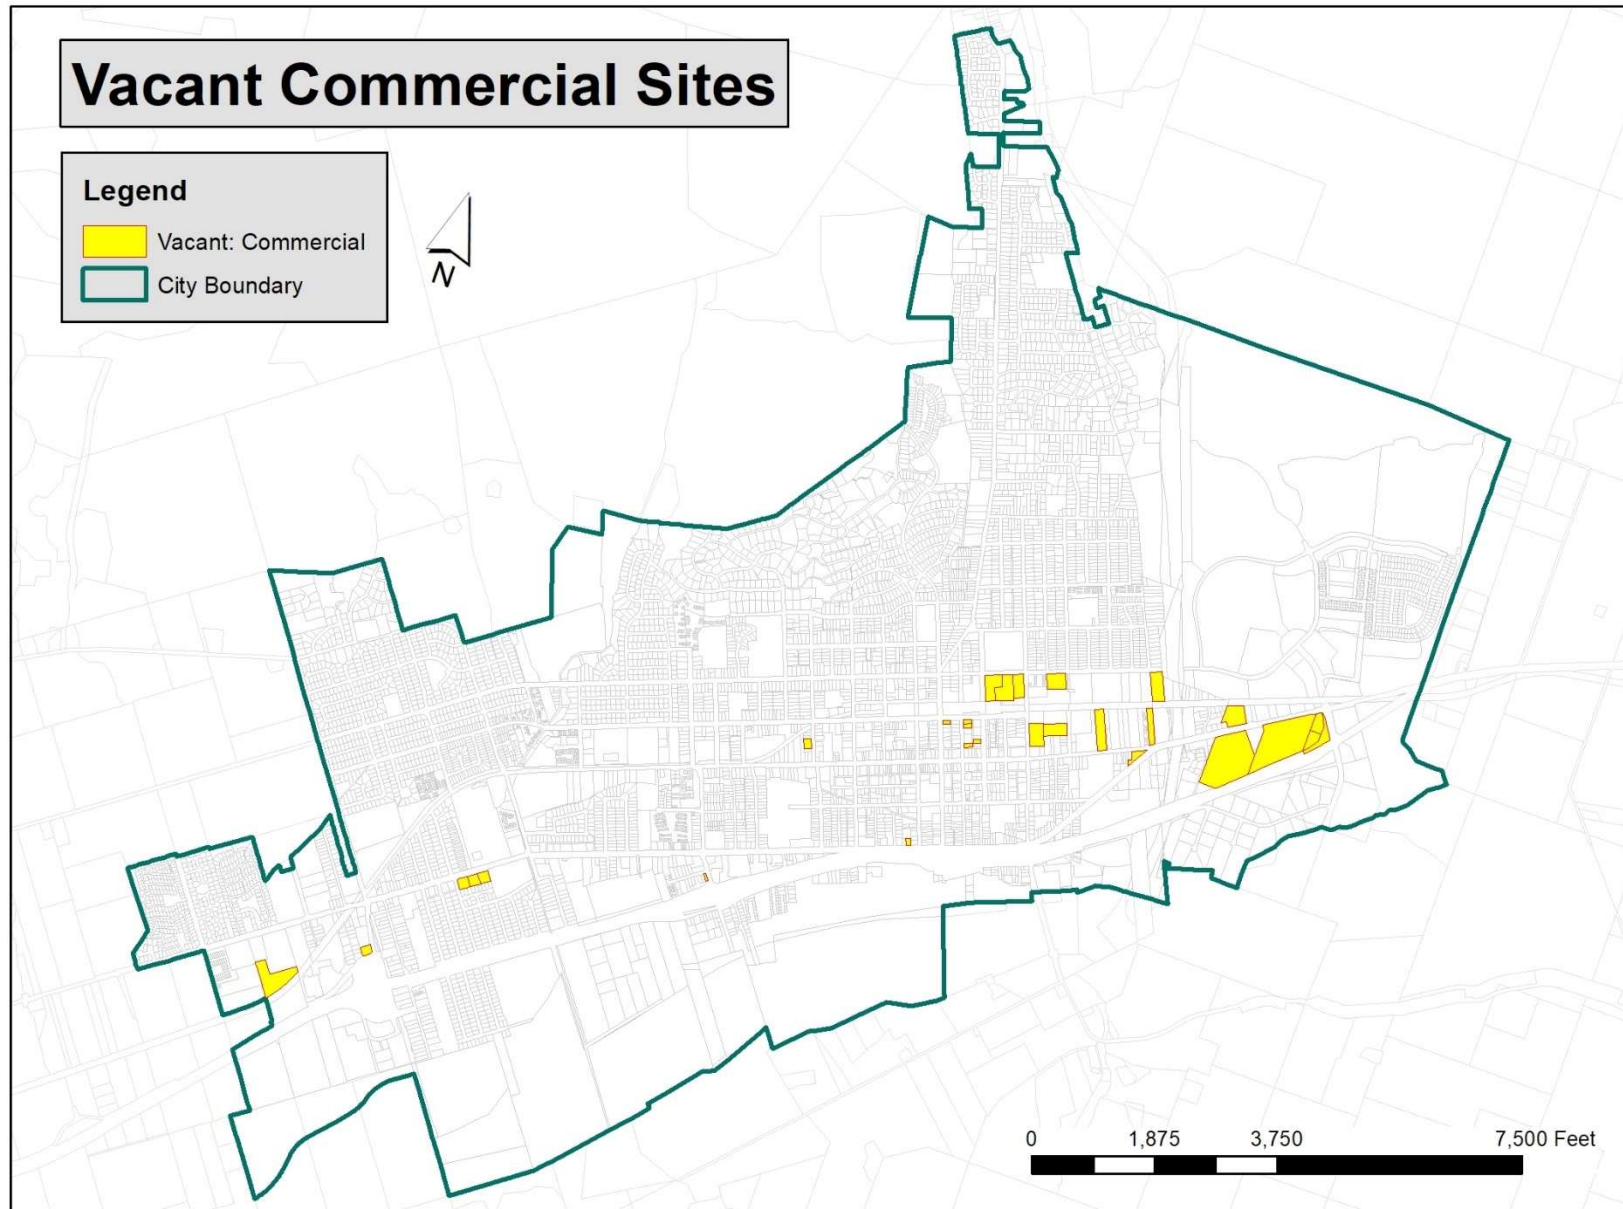 Vacant Commercial Sites
Legend
Vacant: Commercial
City Boundary
N
0 1,875 3,750 7,500 Feet